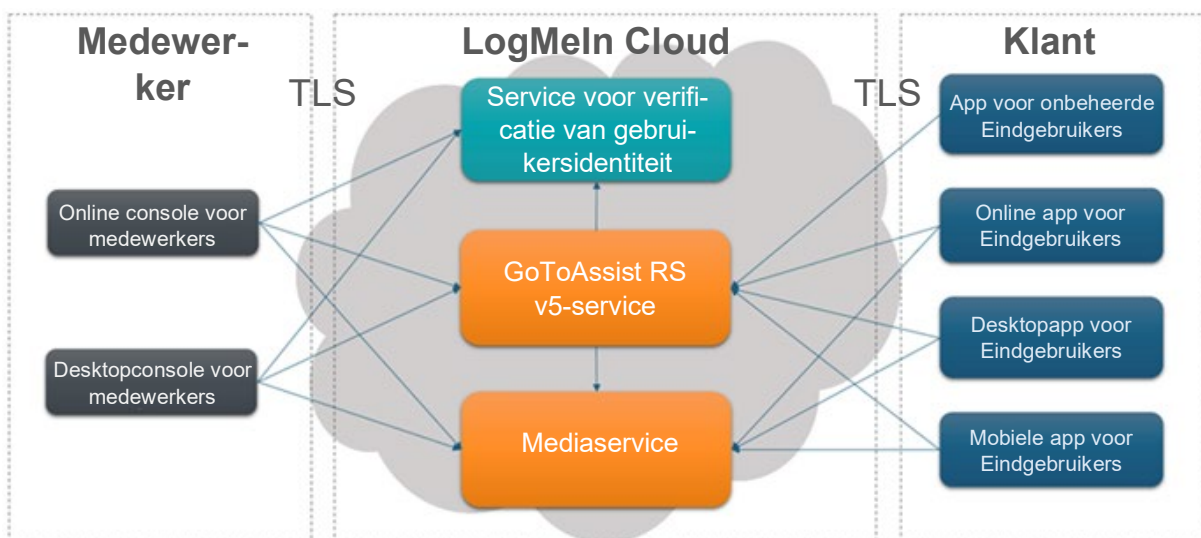 Medewer-
ker
TLS
Online console voor
medewerkers
Desktopconsole voor
medewerkers
LogMeIn Cloud
Service voor verifi-
catie van gebrui-
kersidentiteit
GoToAssist RS
v5-service
Mediaservice
TLS
Klant
App voor onbeheerde
Eindgebruikers
Online app voor
Eindgebruikers
Desktopapp voor
Eindgebruikers
Mobiele app voor
Eindgebruikers